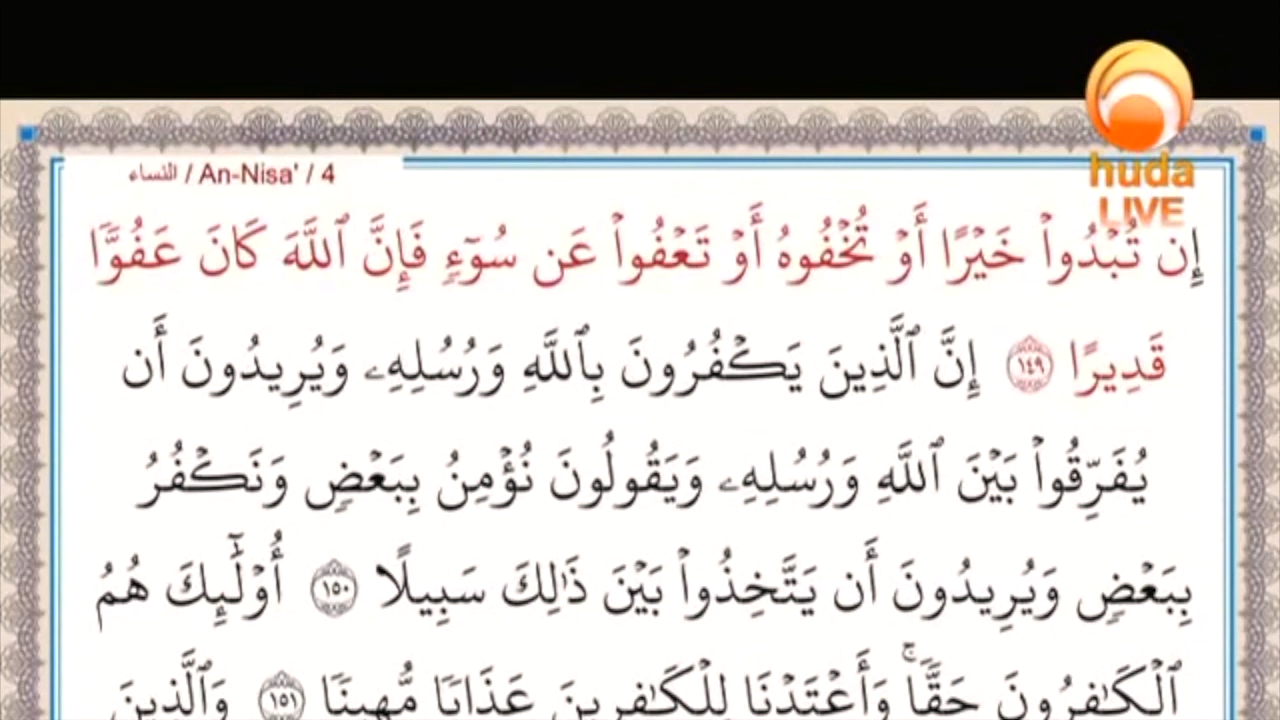 huda
LIVE
النساء / An-Nisa' / 4
إِن تُبْدُوا۟ خَيْرًا أَوْ تُخْفُوهُ أَوْ تَعْفُوا۟ عَن سُوٓءٍ فَإِنَّ ٱللَّهَ كَانَ عَفُوًّا
قَدِيرًا ١٤٩ إِنَّ ٱلَّذِينَ يَكْفُرُونَ بِٱللَّهِ وَرُسُلِهِۦ وَيُرِيدُونَ أَن
يُفَرِّقُوا۟ بَيْنَ ٱللَّهِ وَرُسُلِهِۦ وَيَقُولُونَ نُؤْمِنُ بِبَعْضٍ وَنَكْفُرُ
بِبَعْضٍ وَيُرِيدُونَ أَن يَتَّخِذُوا۟ بَيْنَ ذَٰلِكَ سَبِيلًا ١٥٠ أُو۟لَٰٓئِكَ هُمُ
ٱلْكَٰفِرُونَ حَقًّا ۚ وَأَعْتَدْنَا لِلْكَٰفِرِينَ عَذَابًا مُّهِينًا ١٥١ وَٱلَّذِينَ